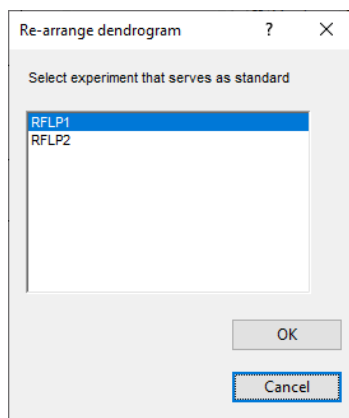 Re-arrange dendrogram
Select experiment that serves as standard
RFLP1
RFLP2
OK
Cancel